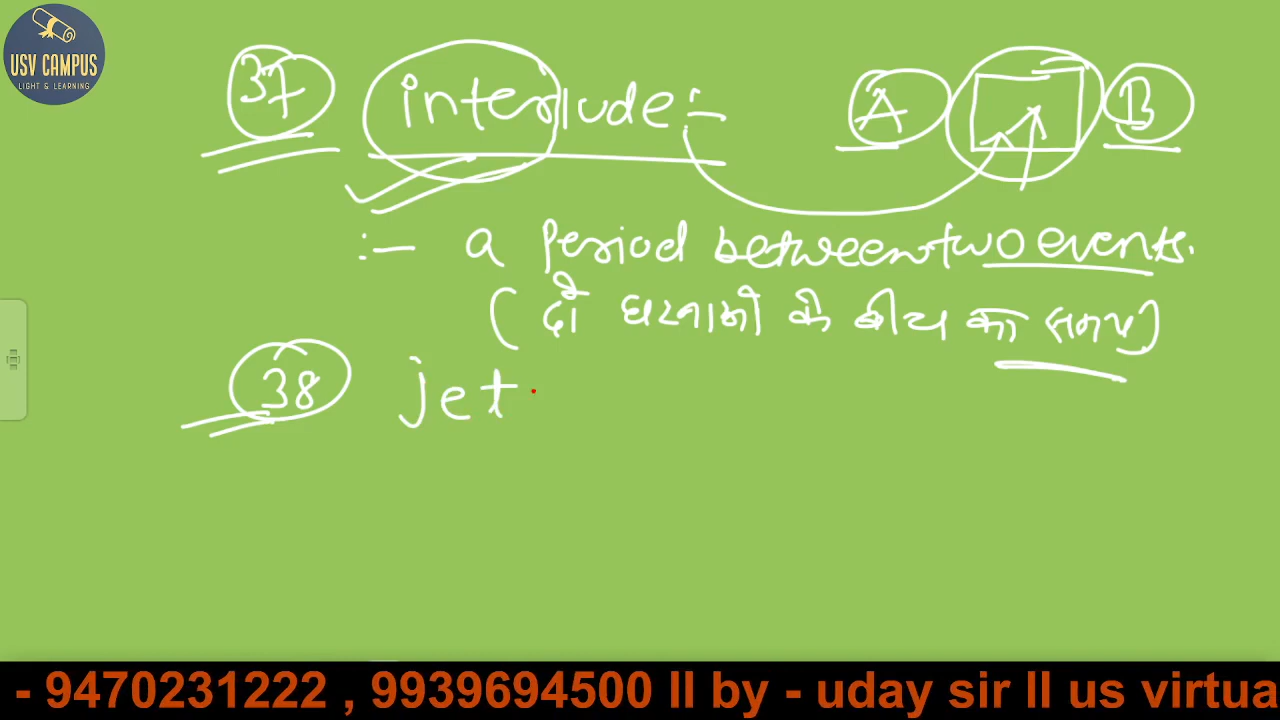 USV CAMPUS
LIGHT & LEARNING
37 interlude:- A B
:- a period between two events.
(दो घटनाओं के बीच का समय)
38 jet
- 9470231222 , 9939694500 ll by - uday sir ll us virtua